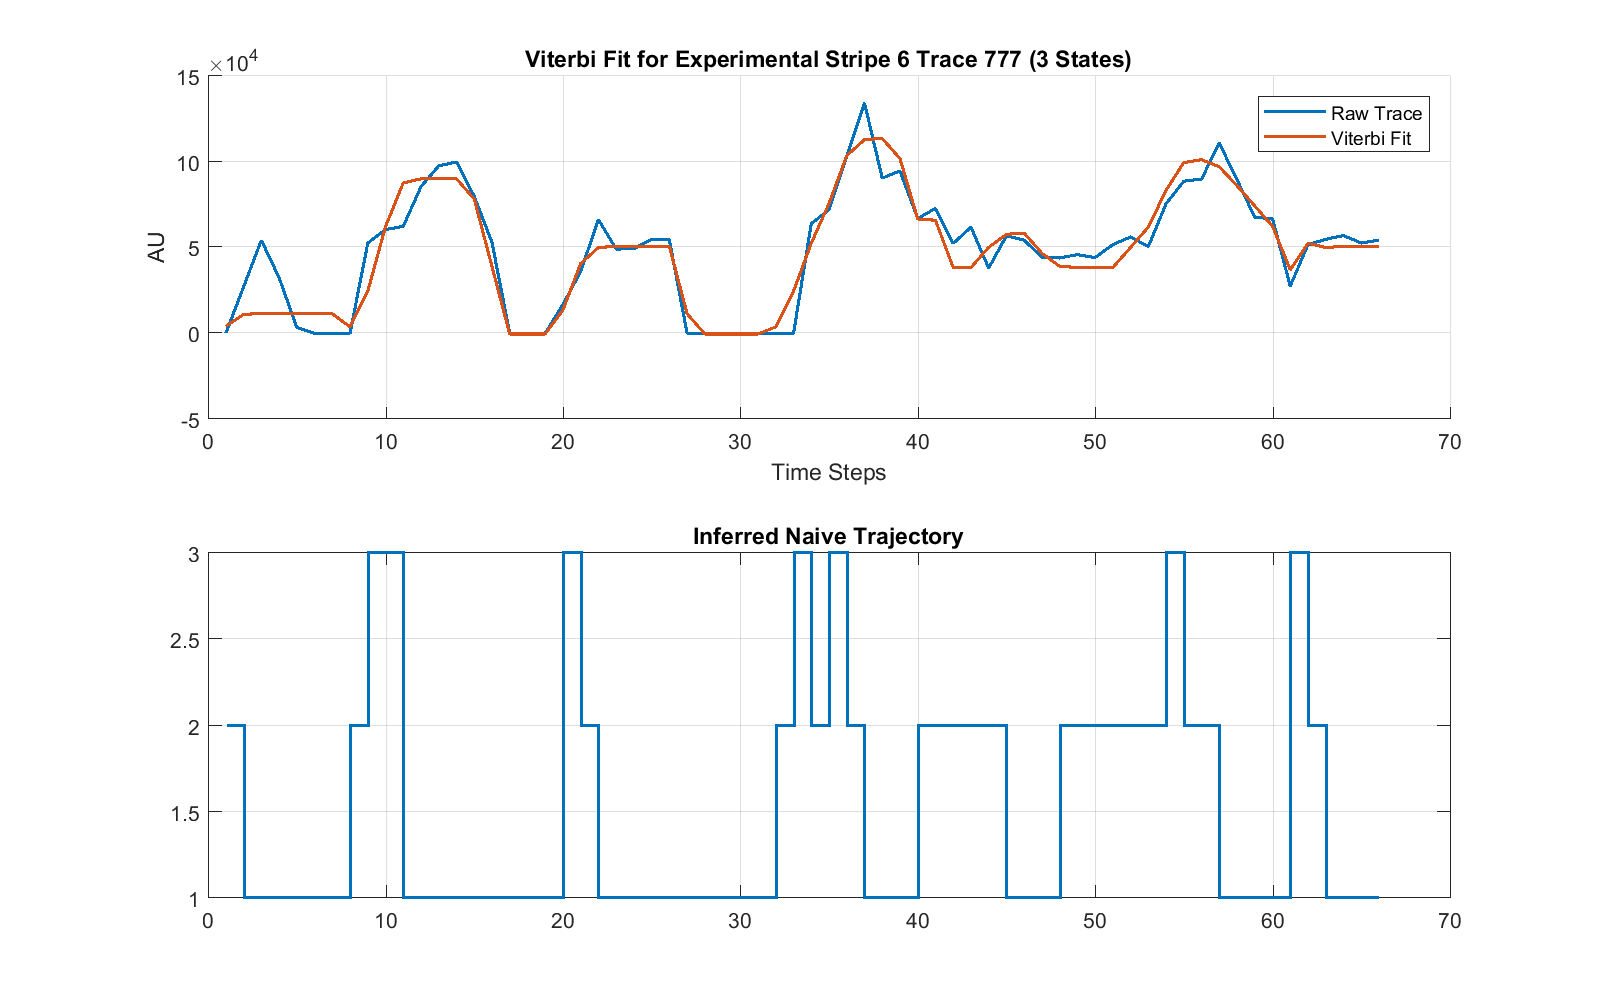 Viterbi Fit for Experimental Stripe 6 Trace 777 (3 States)
×10⁴
15
10
5
0
-5
AU
Raw Trace
Viterbi Fit
0 10 20 30 40 50 60 70
Time Steps
Inferred Naive Trajectory
3
2.5
2
1.5
1
0 10 20 30 40 50 60 70